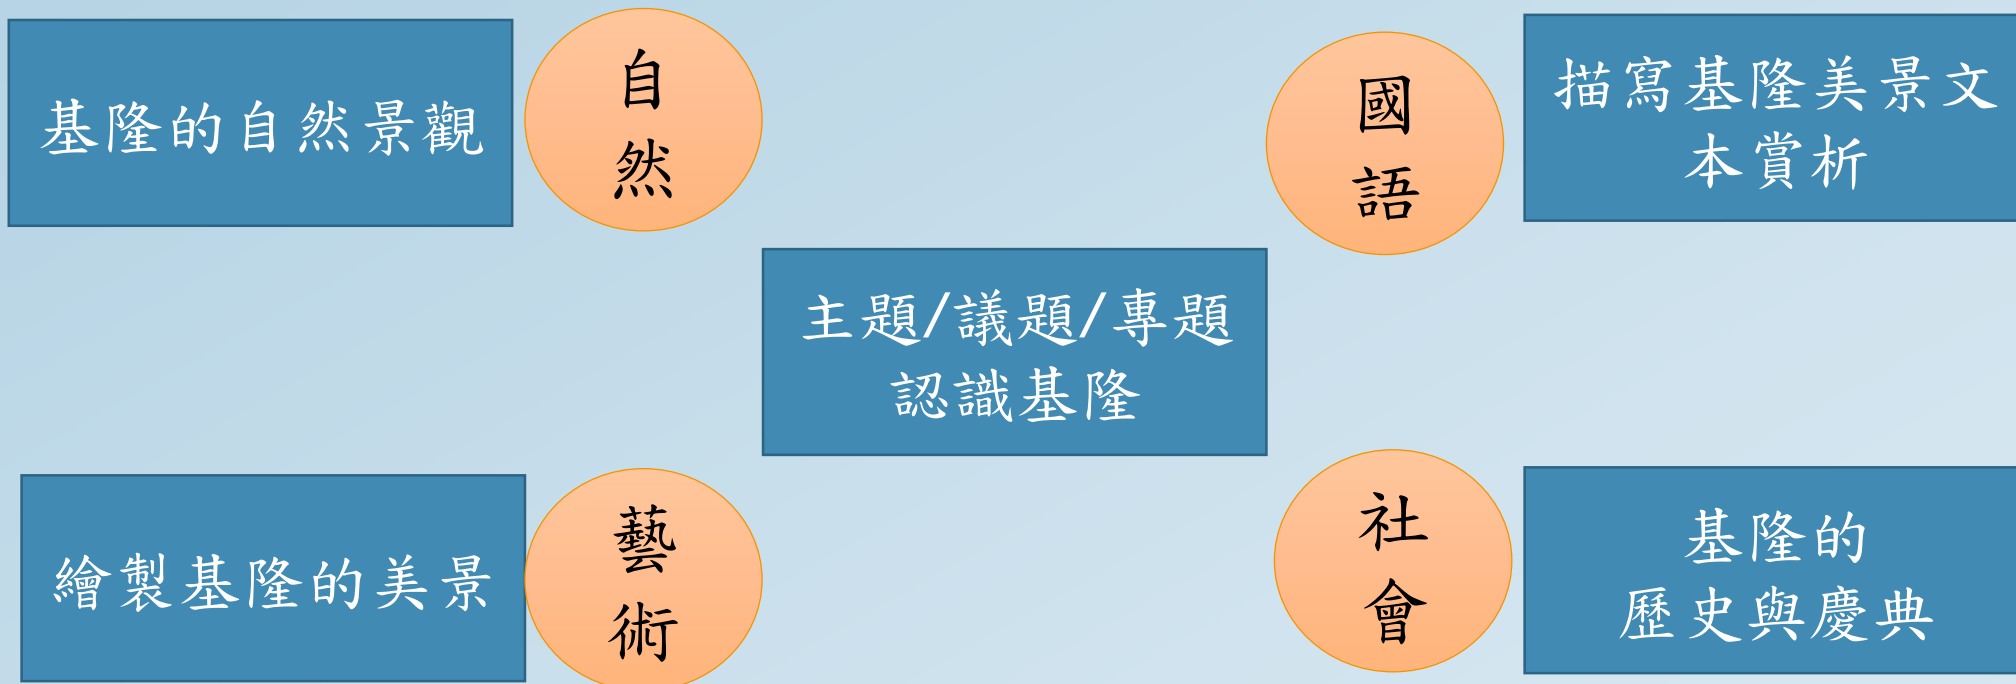 基隆的自然景觀
自
然
國
語
描寫基隆美景文
本賞析
主題/議題/專題
認識基隆
繪製基隆的美景
藝
術
社
會
基隆的
歷史與慶典